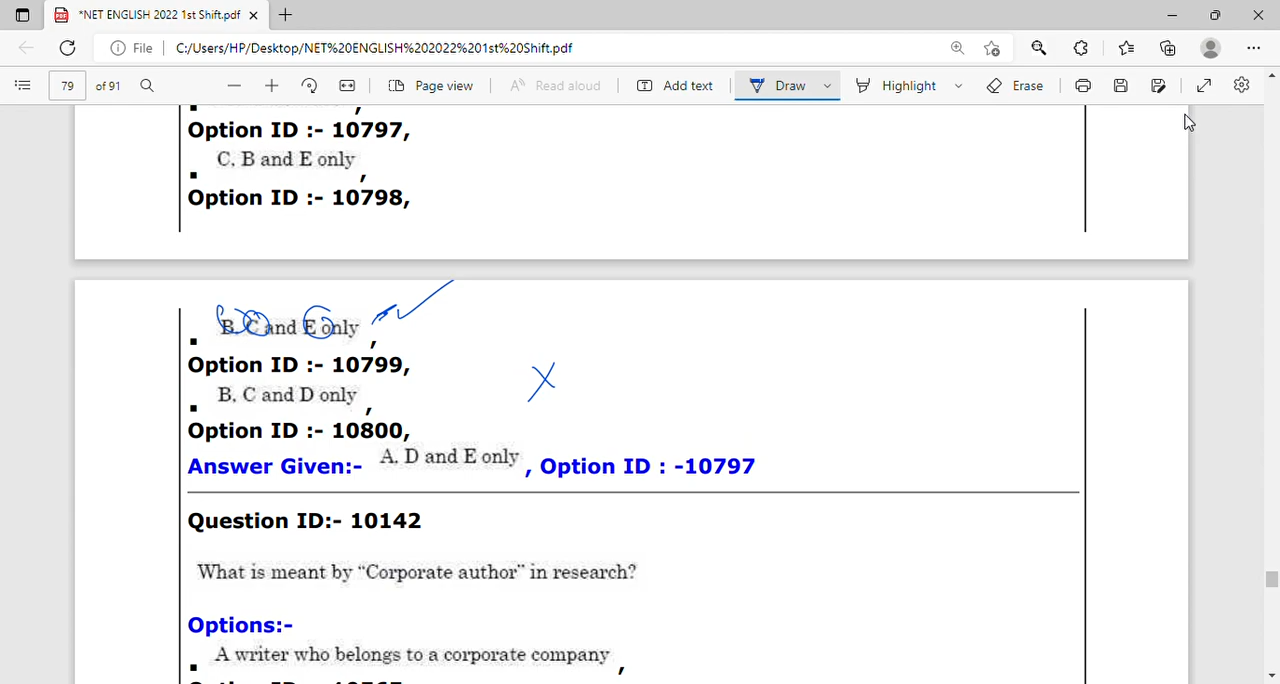 *NET ENGLISH 2022 1st Shift.pdf
File C:/Users/HP/Desktop/NET%20ENGLISH%202022%201st%20Shift.pdf
79 of 91 Page view Read aloud Add text Draw Highlight Erase
Option ID :- 10797,
C, B and E only ,
Option ID :- 10798,
B, C and E only ,
Option ID :- 10799,
B, C and D only ,
Option ID :- 10800,
Answer Given:- A, D and E only , Option ID : -10797
Question ID:- 10142
What is meant by “Corporate author” in research?
Options:-
A writer who belongs to a corporate company ,